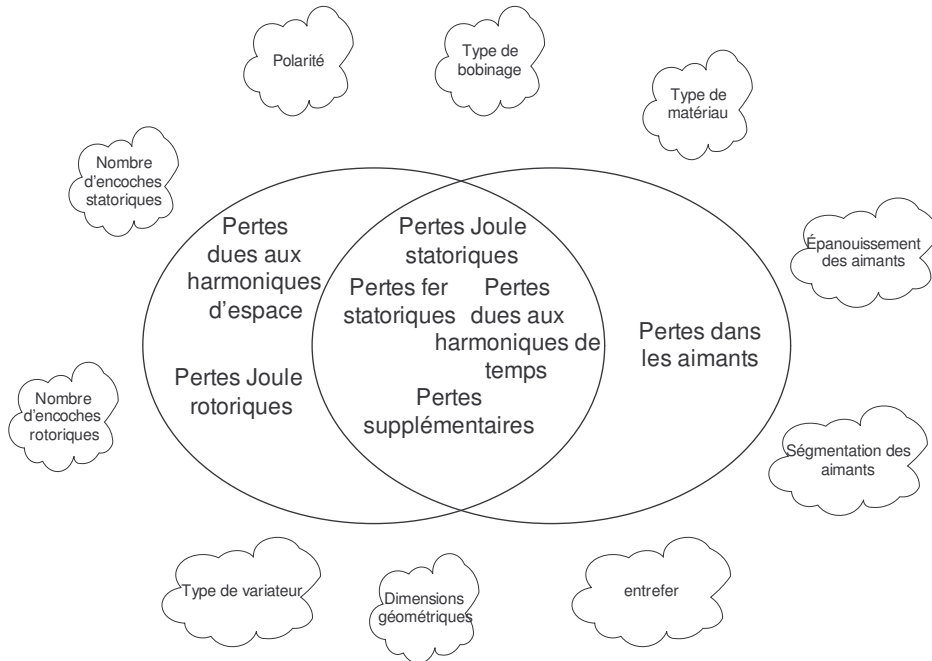 Polarité
Type de
bobinage
Type de
matériau
Nombre
d'encoches
statoriques
Pertes
dues aux
harmoniques
d'espace
Pertes Joule
statoriques
Pertes fer
statoriques
Pertes
dues aux
harmoniques de
temps
Épanouissement
des aimants
Pertes dans
les aimants
Pertes Joule
rotoriques
Pertes
supplémentaires
Nombre
d'encoches
rotoriques
Ségmentation des
aimants
Type de variateur
Dimensions
géométriques
entrefer